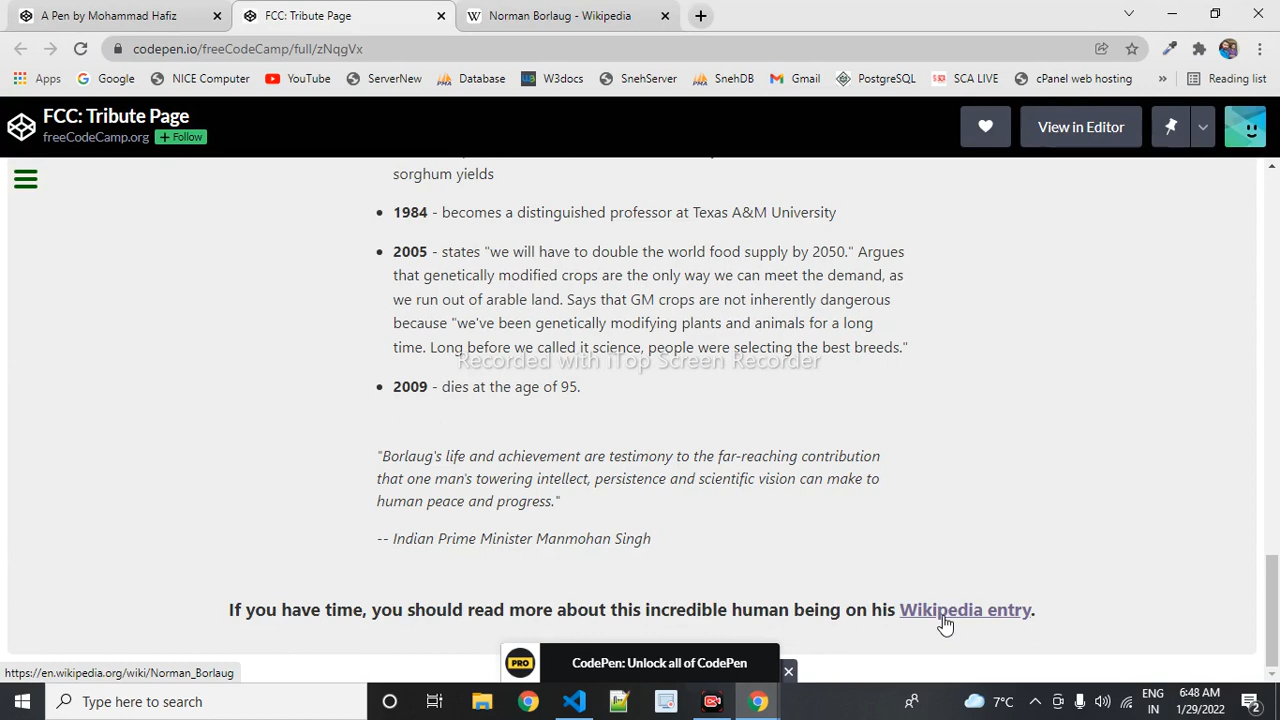 A Pen by Mohammad Hafiz
FCC: Tribute Page
Norman Borlaug - Wikipedia
codepen.io/freeCodeCamp/full/zNqgVx
Apps
Google
NICE Computer
YouTube
ServerNew
Database
W3docs
SnehServer
SnehDB
Gmail
PostgreSQL
SCA LIVE
cPanel web hosting
»
Reading list
FCC: Tribute Page
freeCodeCamp.org
+ Follow
View in Editor
sorghum yields
1984 - becomes a distinguished professor at Texas A&M University
2005 - states "we will have to double the world food supply by 2050." Argues
that genetically modified crops are the only way we can meet the demand, as
we run out of arable land. Says that GM crops are not inherently dangerous
because "we've been genetically modifying plants and animals for a long
time. Long before we called it science, people were selecting the best breeds."
Recorded with iTop Screen Recorder
2009 - dies at the age of 95.
"Borlaug's life and achievement are testimony to the far-reaching contribution
that one man's towering intellect, persistence and scientific vision can make to
human peace and progress."
-- Indian Prime Minister Manmohan Singh
If you have time, you should read more about this incredible human being on his Wikipedia entry.
PRO
CodePen: Unlock all of CodePen
https://en.wikipedia.org/wiki/Norman_Borlaug
Type here to search
7°C
ENG
IN
6:48 AM
1/29/2022
2